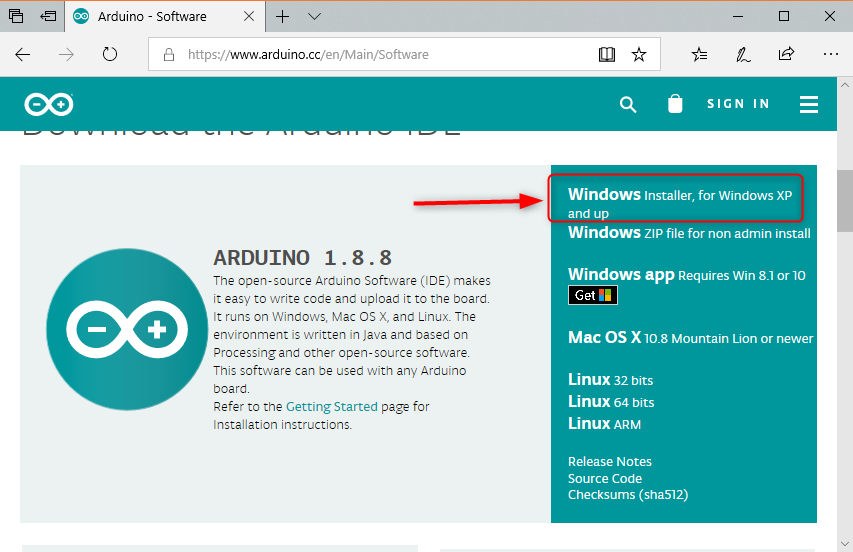 Arduino - Software
https://www.arduino.cc/en/Main/Software
SIGN IN
Download the Arduino IDE
ARDUINO 1.8.8
The open-source Arduino Software (IDE) makes
it easy to write code and upload it to the board.
It runs on Windows, Mac OS X, and Linux. The
environment is written in Java and based on
Processing and other open-source software.
This software can be used with any Arduino
board.
Refer to the Getting Started page for
Installation instructions.
Windows Installer, for Windows XP
and up
Windows ZIP file for non admin install
Windows app Requires Win 8.1 or 10
Get
Mac OS X 10.8 Mountain Lion or newer
Linux 32 bits
Linux 64 bits
Linux ARM
Release Notes
Source Code
Checksums (sha512)